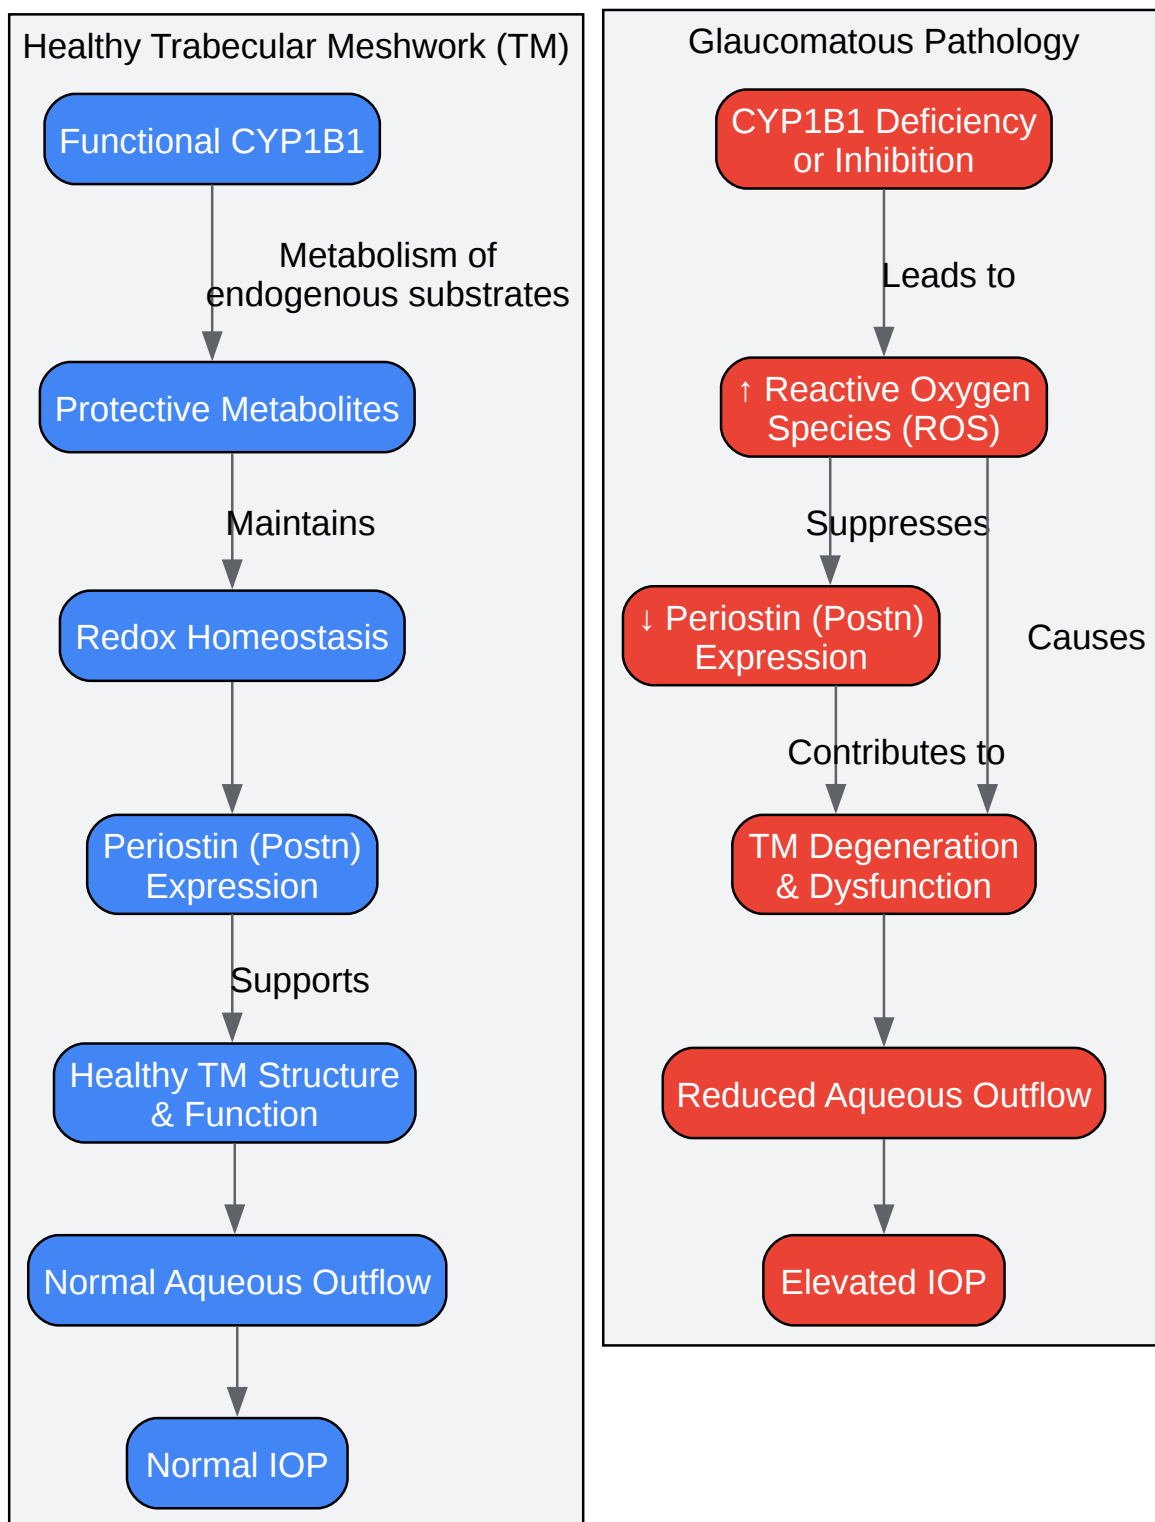 Healthy Trabecular Meshwork (TM)
Functional CYP1B1
Metabolism of
endogenous substrates
Protective Metabolites
Maintains
Redox Homeostasis
Periostin (Postn)
Expression
Supports
Healthy TM Structure
& Function
Normal Aqueous Outflow
Normal IOP
Glaucomatous Pathology
CYP1B1 Deficiency
or Inhibition
Leads to
↑ Reactive Oxygen
Species (ROS)
Suppresses
↓ Periostin (Postn)
Expression
Causes
Contributes to
TM Degeneration
& Dysfunction
Reduced Aqueous Outflow
Elevated IOP